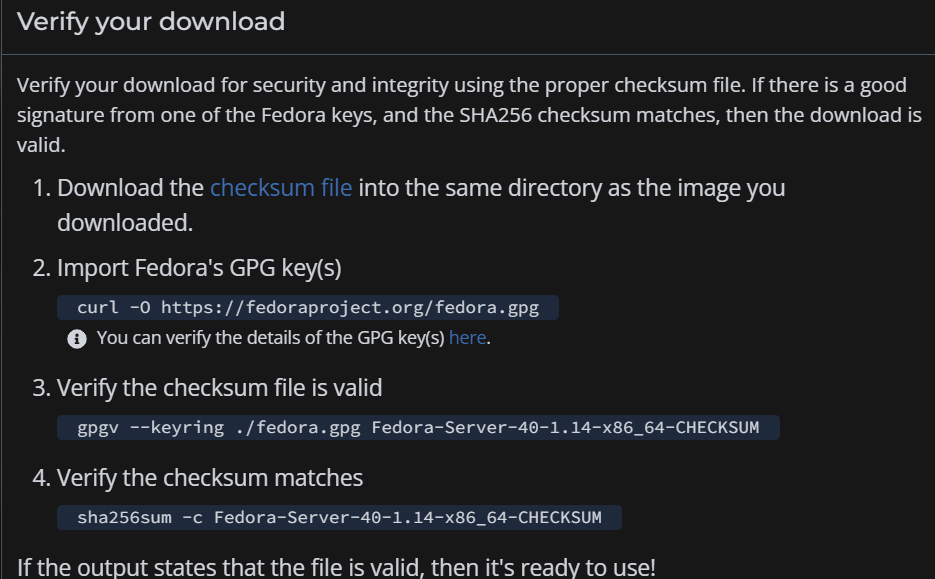 Verify your download
Verify your download for security and integrity using the proper checksum file. If there is a good
signature from one of the Fedora keys, and the SHA256 checksum matches, then the download is
valid.
1. Download the checksum file into the same directory as the image you
downloaded.
2. Import Fedora's GPG key(s)
curl -O https://fedoraproject.org/fedora.gpg
You can verify the details of the GPG key(s) here.
3. Verify the checksum file is valid
gpgv --keyring ./fedora.gpg Fedora-Server-40-1.14-x86_64-CHECKSUM
4. Verify the checksum matches
sha256sum -c Fedora-Server-40-1.14-x86_64-CHECKSUM
If the output states that the file is valid, then it's ready to use!